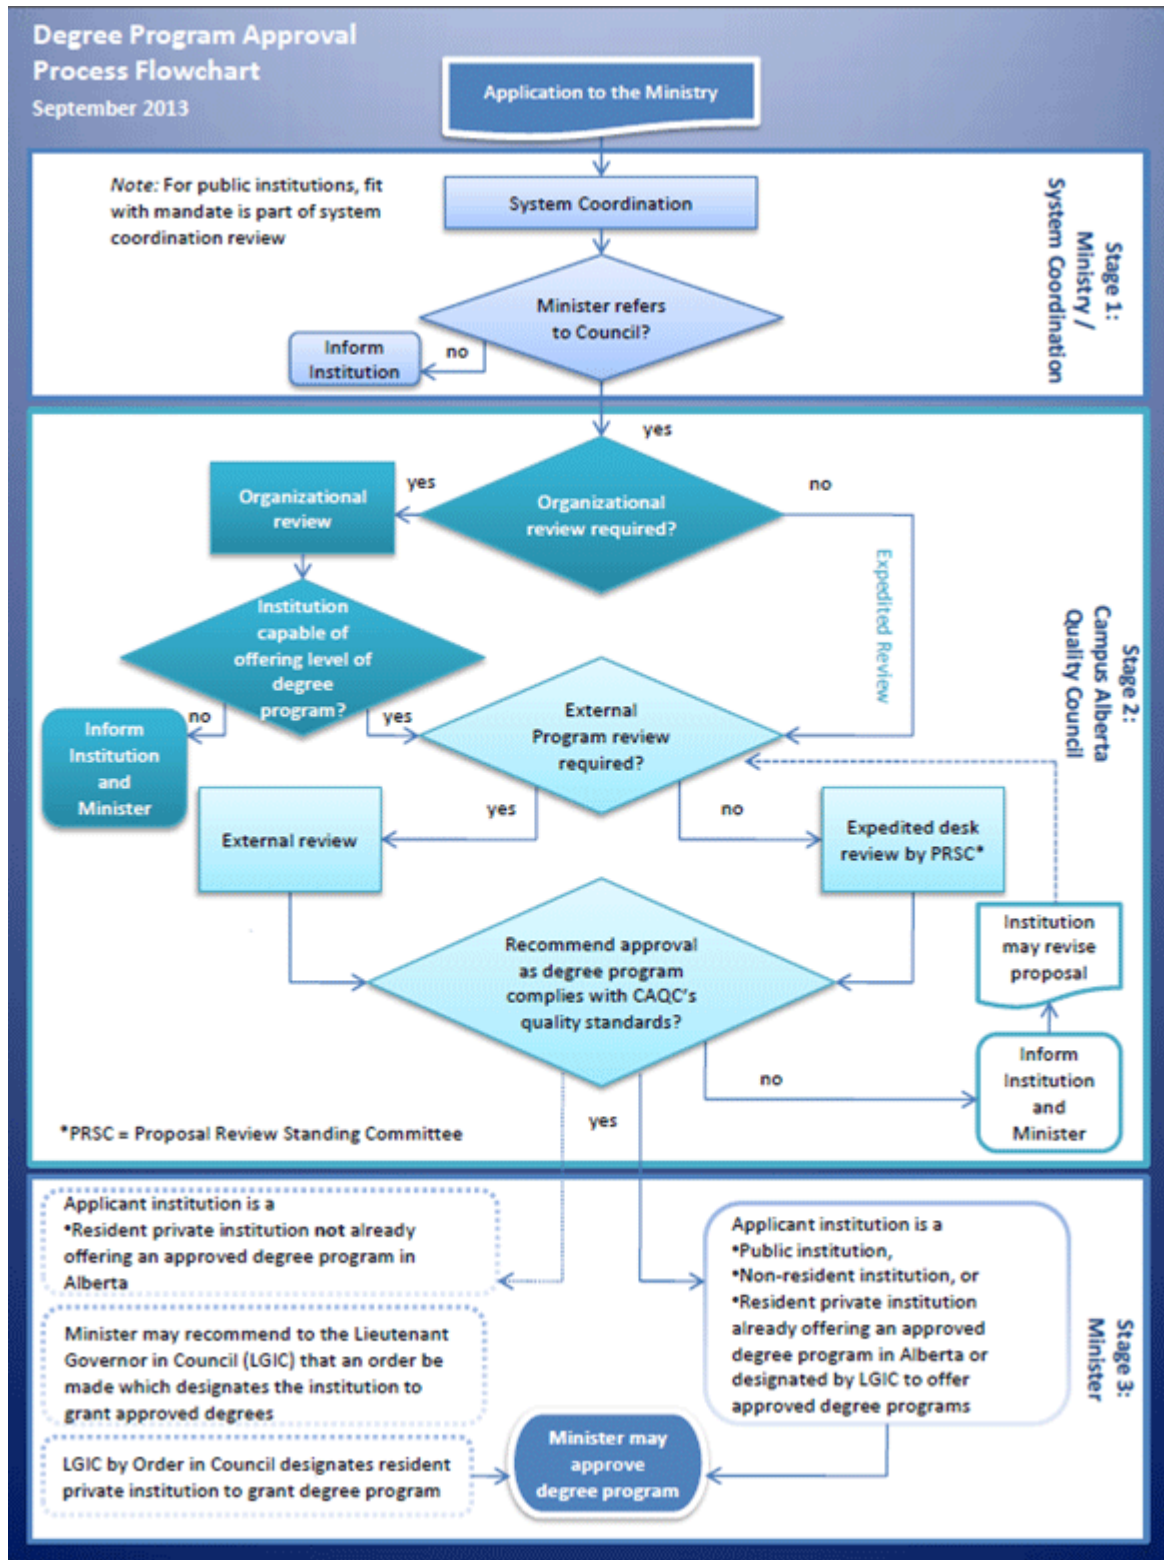 Degree Program Approval
Process Flowchart
September 2013
Application to the Ministry
Note: For public institutions, fit
with mandate is part of system
coordination review
System Coordination
Stage 1:
Ministry /
System Coordination
Minister refers
to Council?
no
Inform
Institution
yes
Organizational
review required?
yes
no
Organizational
review
Expedited Review
Stage 2:
Campus Alberta
Quality Council
Institution
capable of
offering level of
degree
program?
no
yes
Inform
Institution
and
Minister
External
Program review
required?
yes
no
External review
Expedited desk
review by PRSC*
Institution
may revise
proposal
Recommend approval
as degree program
complies with CAQC's
quality standards?
no
yes
Inform
Institution
and
Minister
*PRSC = Proposal Review Standing Committee
Applicant institution is a
•Resident private institution not already
offering an approved degree program in
Alberta
Minister may recommend to the Lieutenant
Governor in Council (LGIC) that an order be
made which designates the institution to
grant approved degrees
LGIC by Order in Council designates resident
private institution to grant degree program
Applicant institution is a
•Public institution,
•Non-resident institution, or
•Resident private institution
already offering an approved
degree program in Alberta or
designated by LGIC to offer
approved degree programs
Stage 3:
Minister
Minister may
approve
degree program